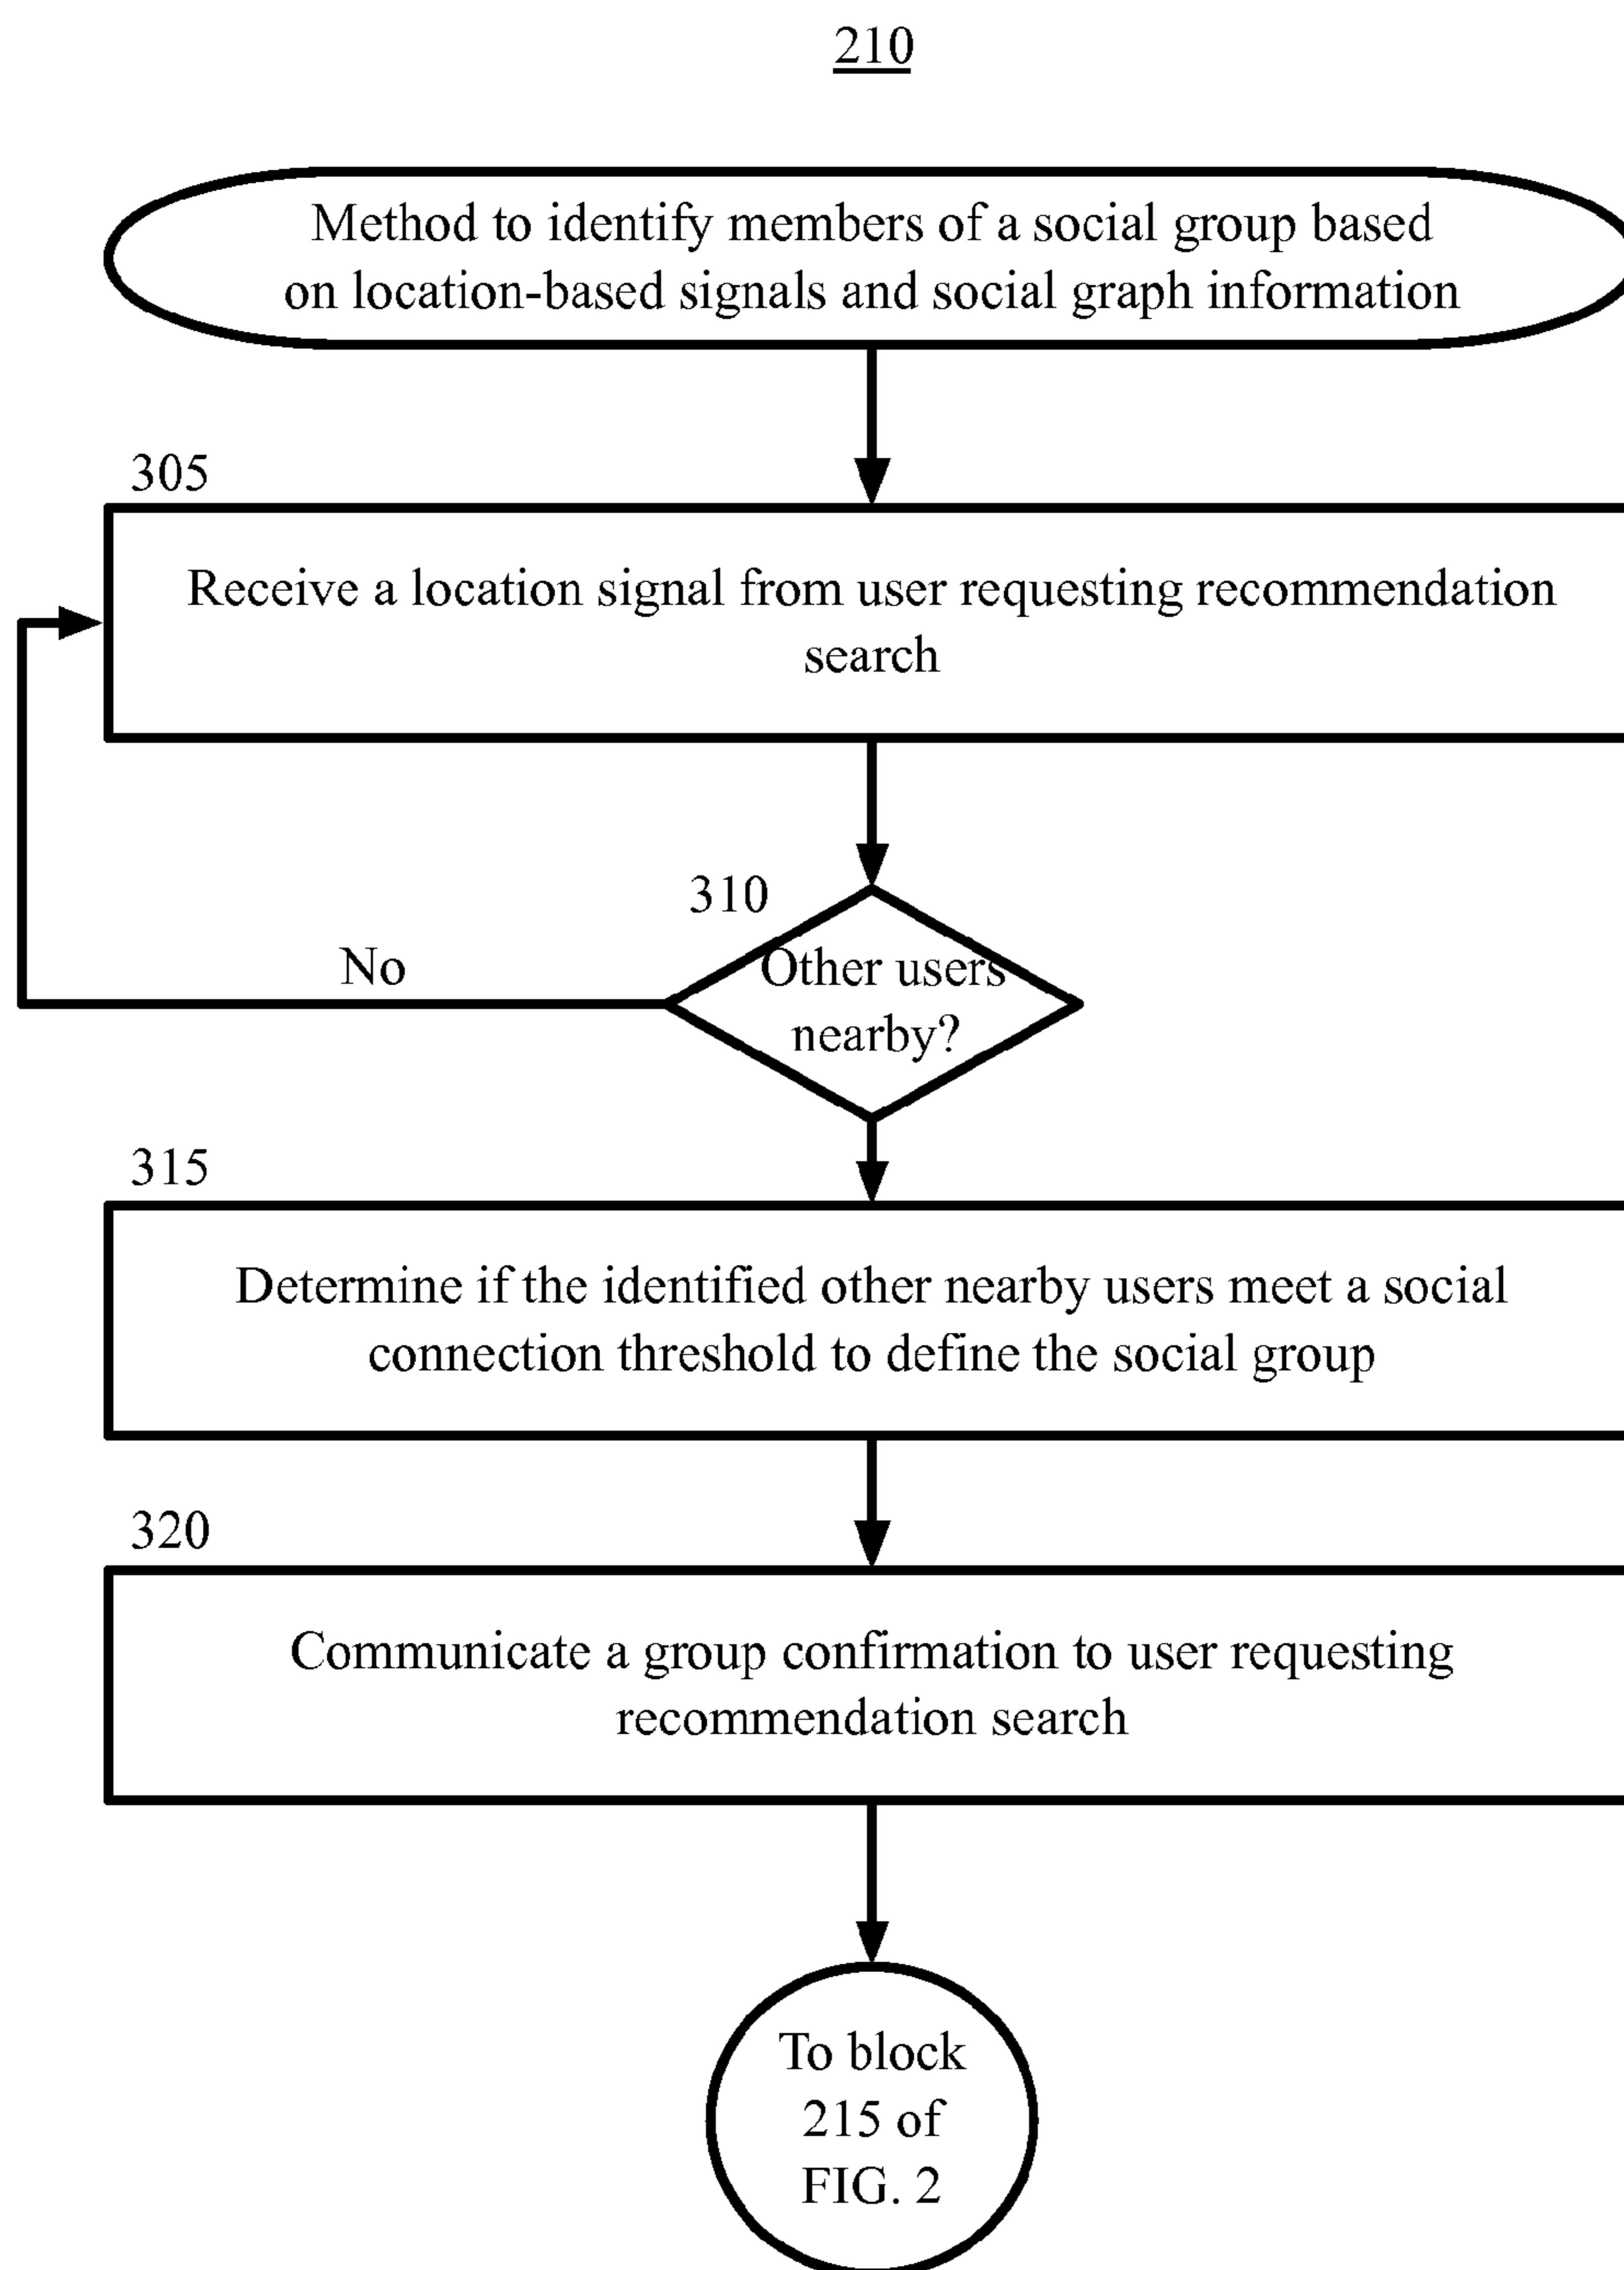 210
Method to identify members of a social group based
on location-based signals and social graph information
305
Receive a location signal from user requesting recommendation
search
310
No
Other users
nearby?
315
Determine if the identified other nearby users meet a social
connection threshold to define the social group
320
Communicate a group confirmation to user requesting
recommendation search
To block
215 of
FIG. 2